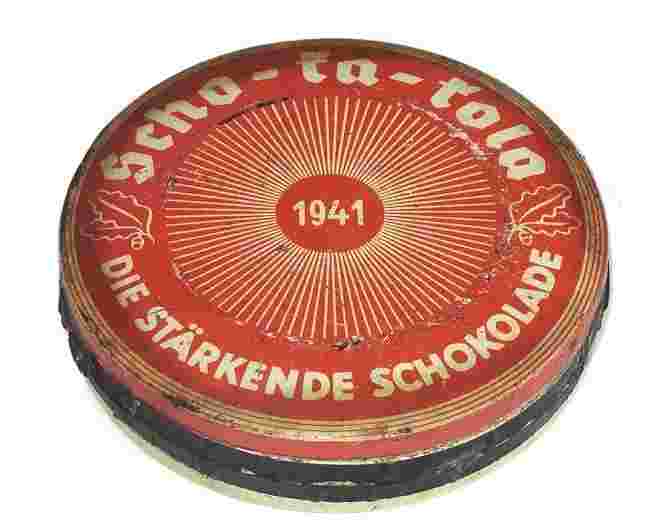 Scho-ka-kola
1941
DIE STÄRKENDE SCHOKOLADE